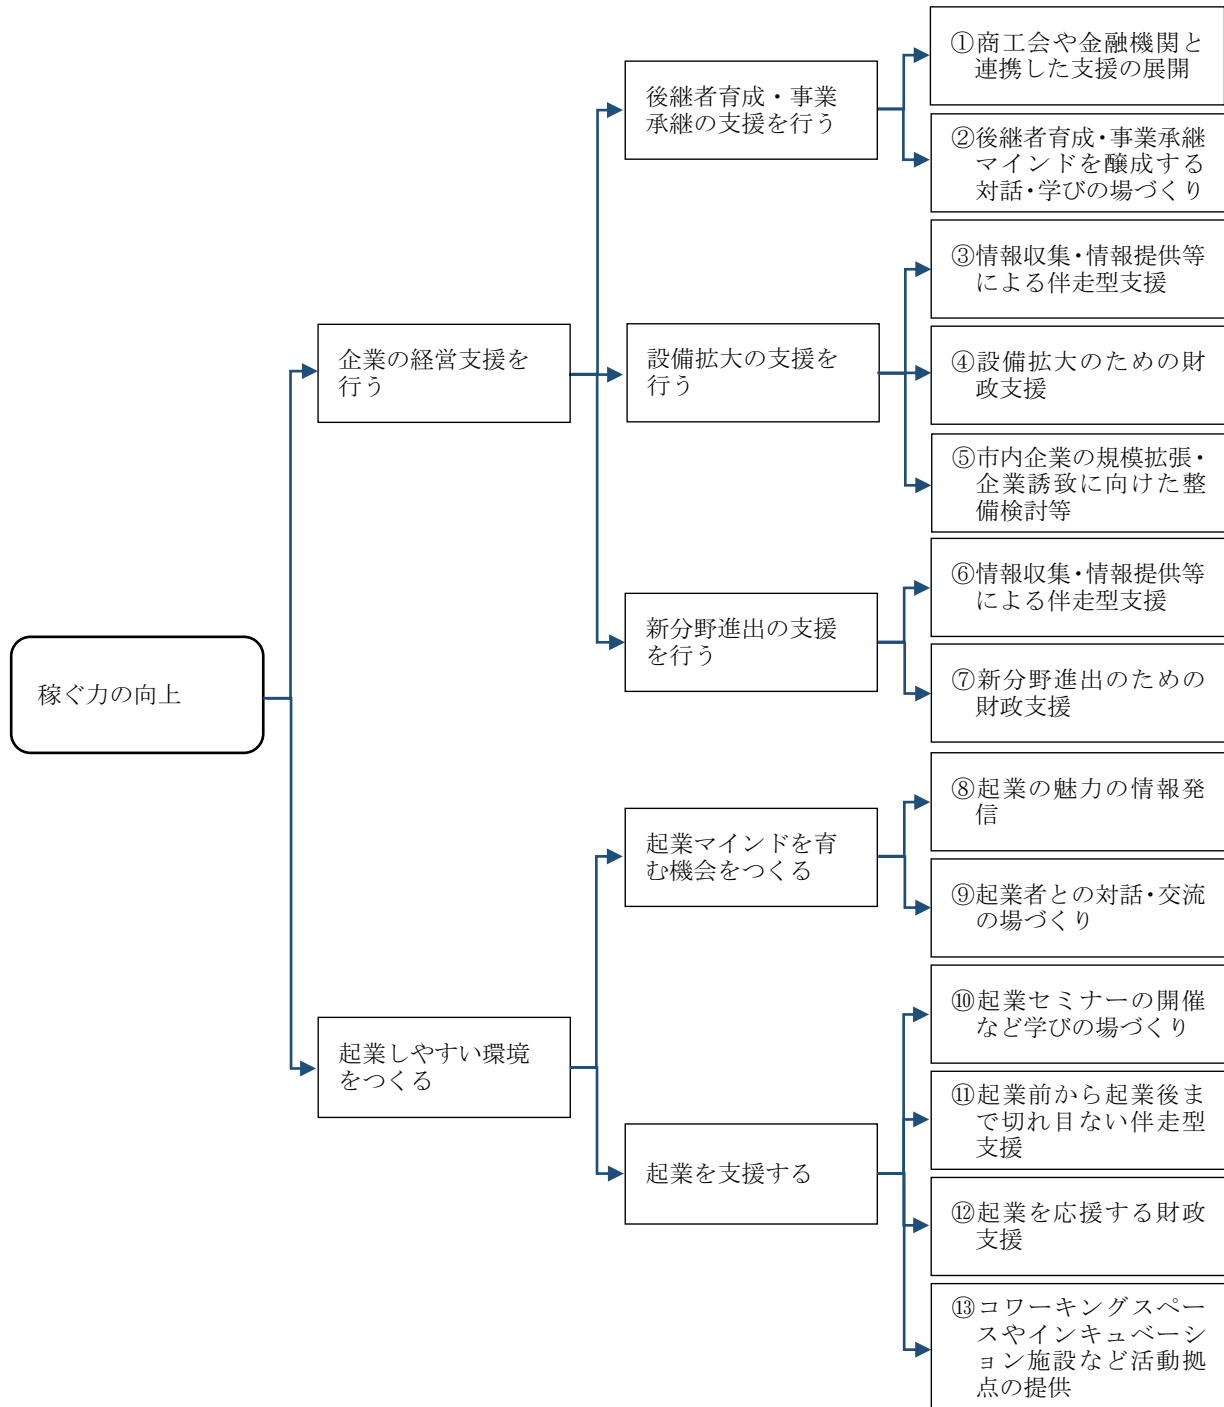 ①商工会や金融機関と
連携した支援の展開
後継者育成・事業
承継の支援を行う
②後継者育成・事業承継
マインドを醸成する
対話・学びの場づくり
③情報収集・情報提供等
による伴走型支援
企業の経営支援を
行う
設備拡大の支援を
行う
④設備拡大のための財
政支援
⑤市内企業の規模拡張・
企業誘致に向けた整
備検討等
⑥情報収集・情報提供等
による伴走型支援
新分野進出の支援
を行う
⑦新分野進出のための
財政支援
稼ぐ力の向上
⑧起業の魅力の情報発
信
起業マインドを育
む機会をつくる
⑨起業者との対話・交流
の場づくり
⑩起業セミナーの開催
など学びの場づくり
起業しやすい環境
をつくる
⑪起業前から起業後ま
で切れ目ない伴走型
支援
起業を支援する
⑫起業を応援する財政
支援
⑬コワーキングスペー
スやインキュベーシ
ョン施設など活動拠
点の提供